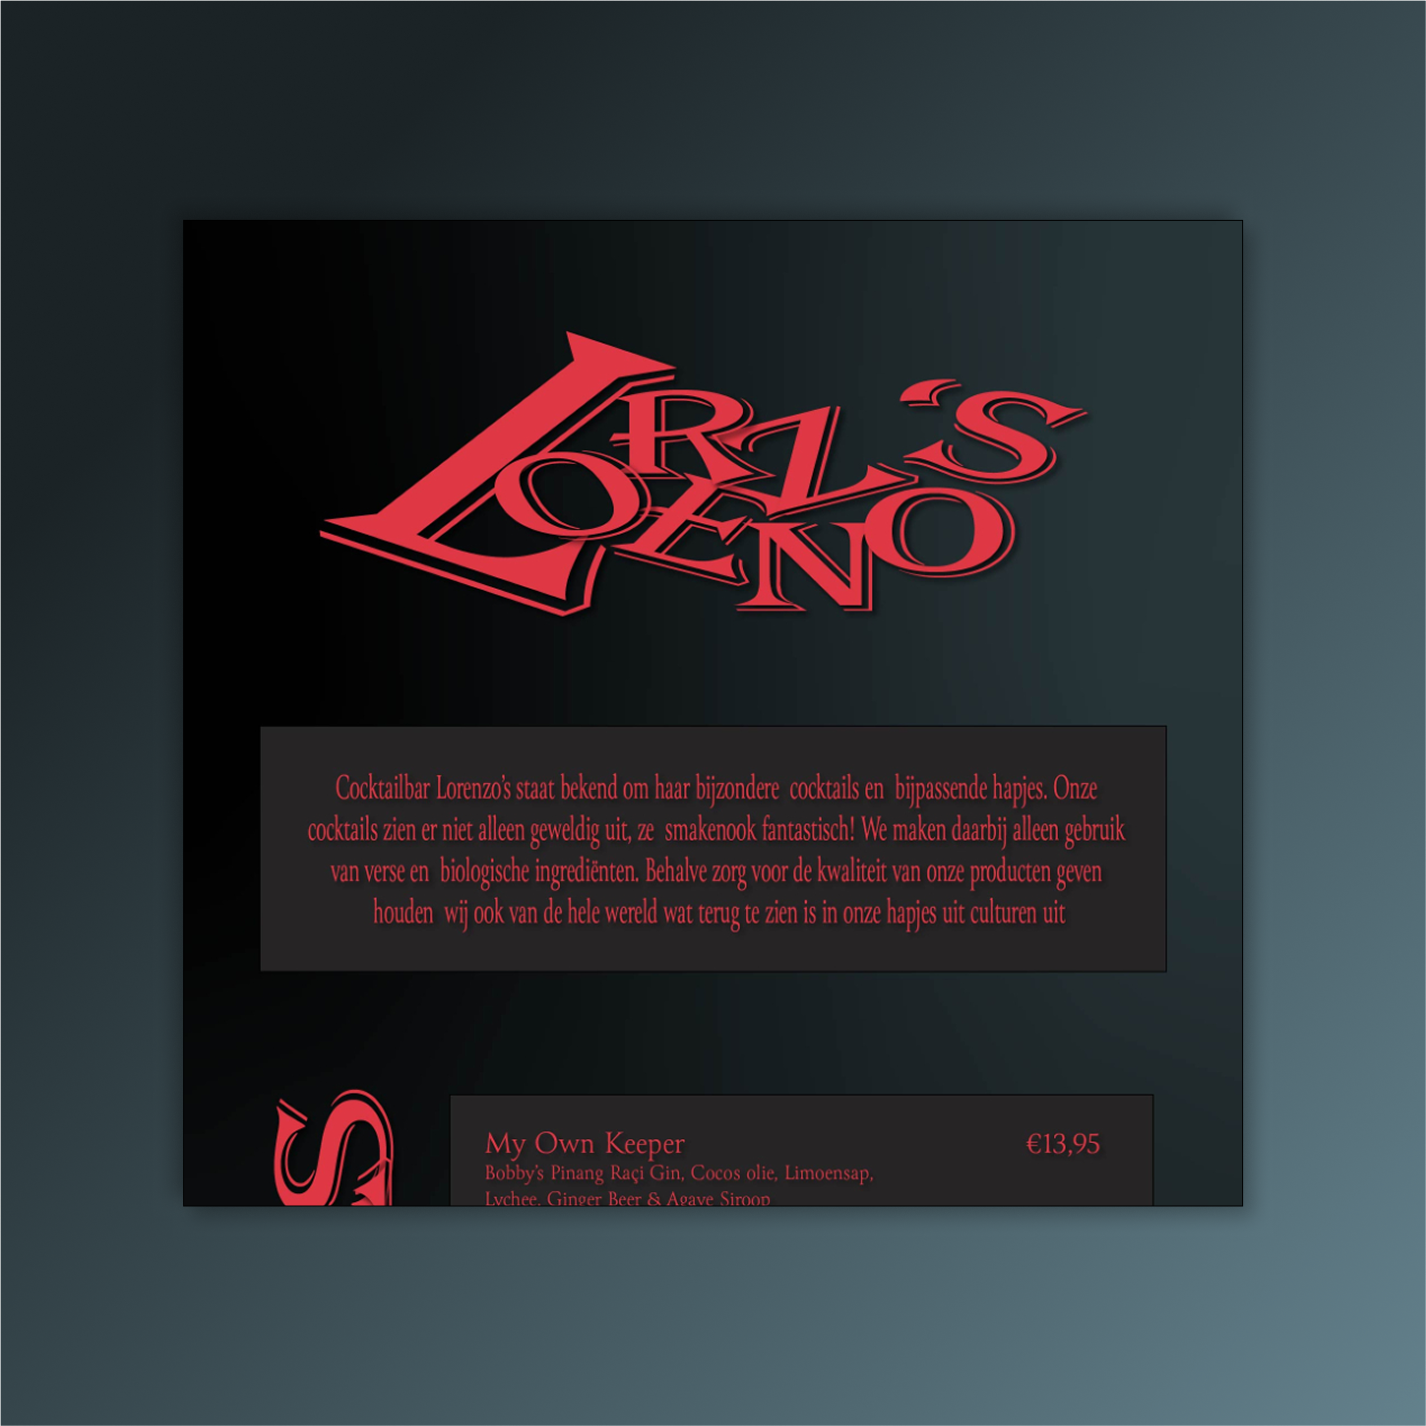 LORENZO'S
Cocktailbar Lorenzo's staat bekend om haar bijzondere  cocktails en  bijpassende hapjes. Onze
cocktails zien er niet alleen geweldig uit, ze  smakenook fantastisch! We maken daarbij alleen gebruik
van verse en  biologische ingrediënten. Behalve zorg voor de kwaliteit van onze producten geven
houden  wij ook van de hele wereld wat terug te zien is in onze hapjes uit culturen uit
S
My Own Keeper €13,95
Bobby's Pinang Raçi Gin, Cocos olie, Limoensap,
Lychee, Ginger Beer & Agave Siroop